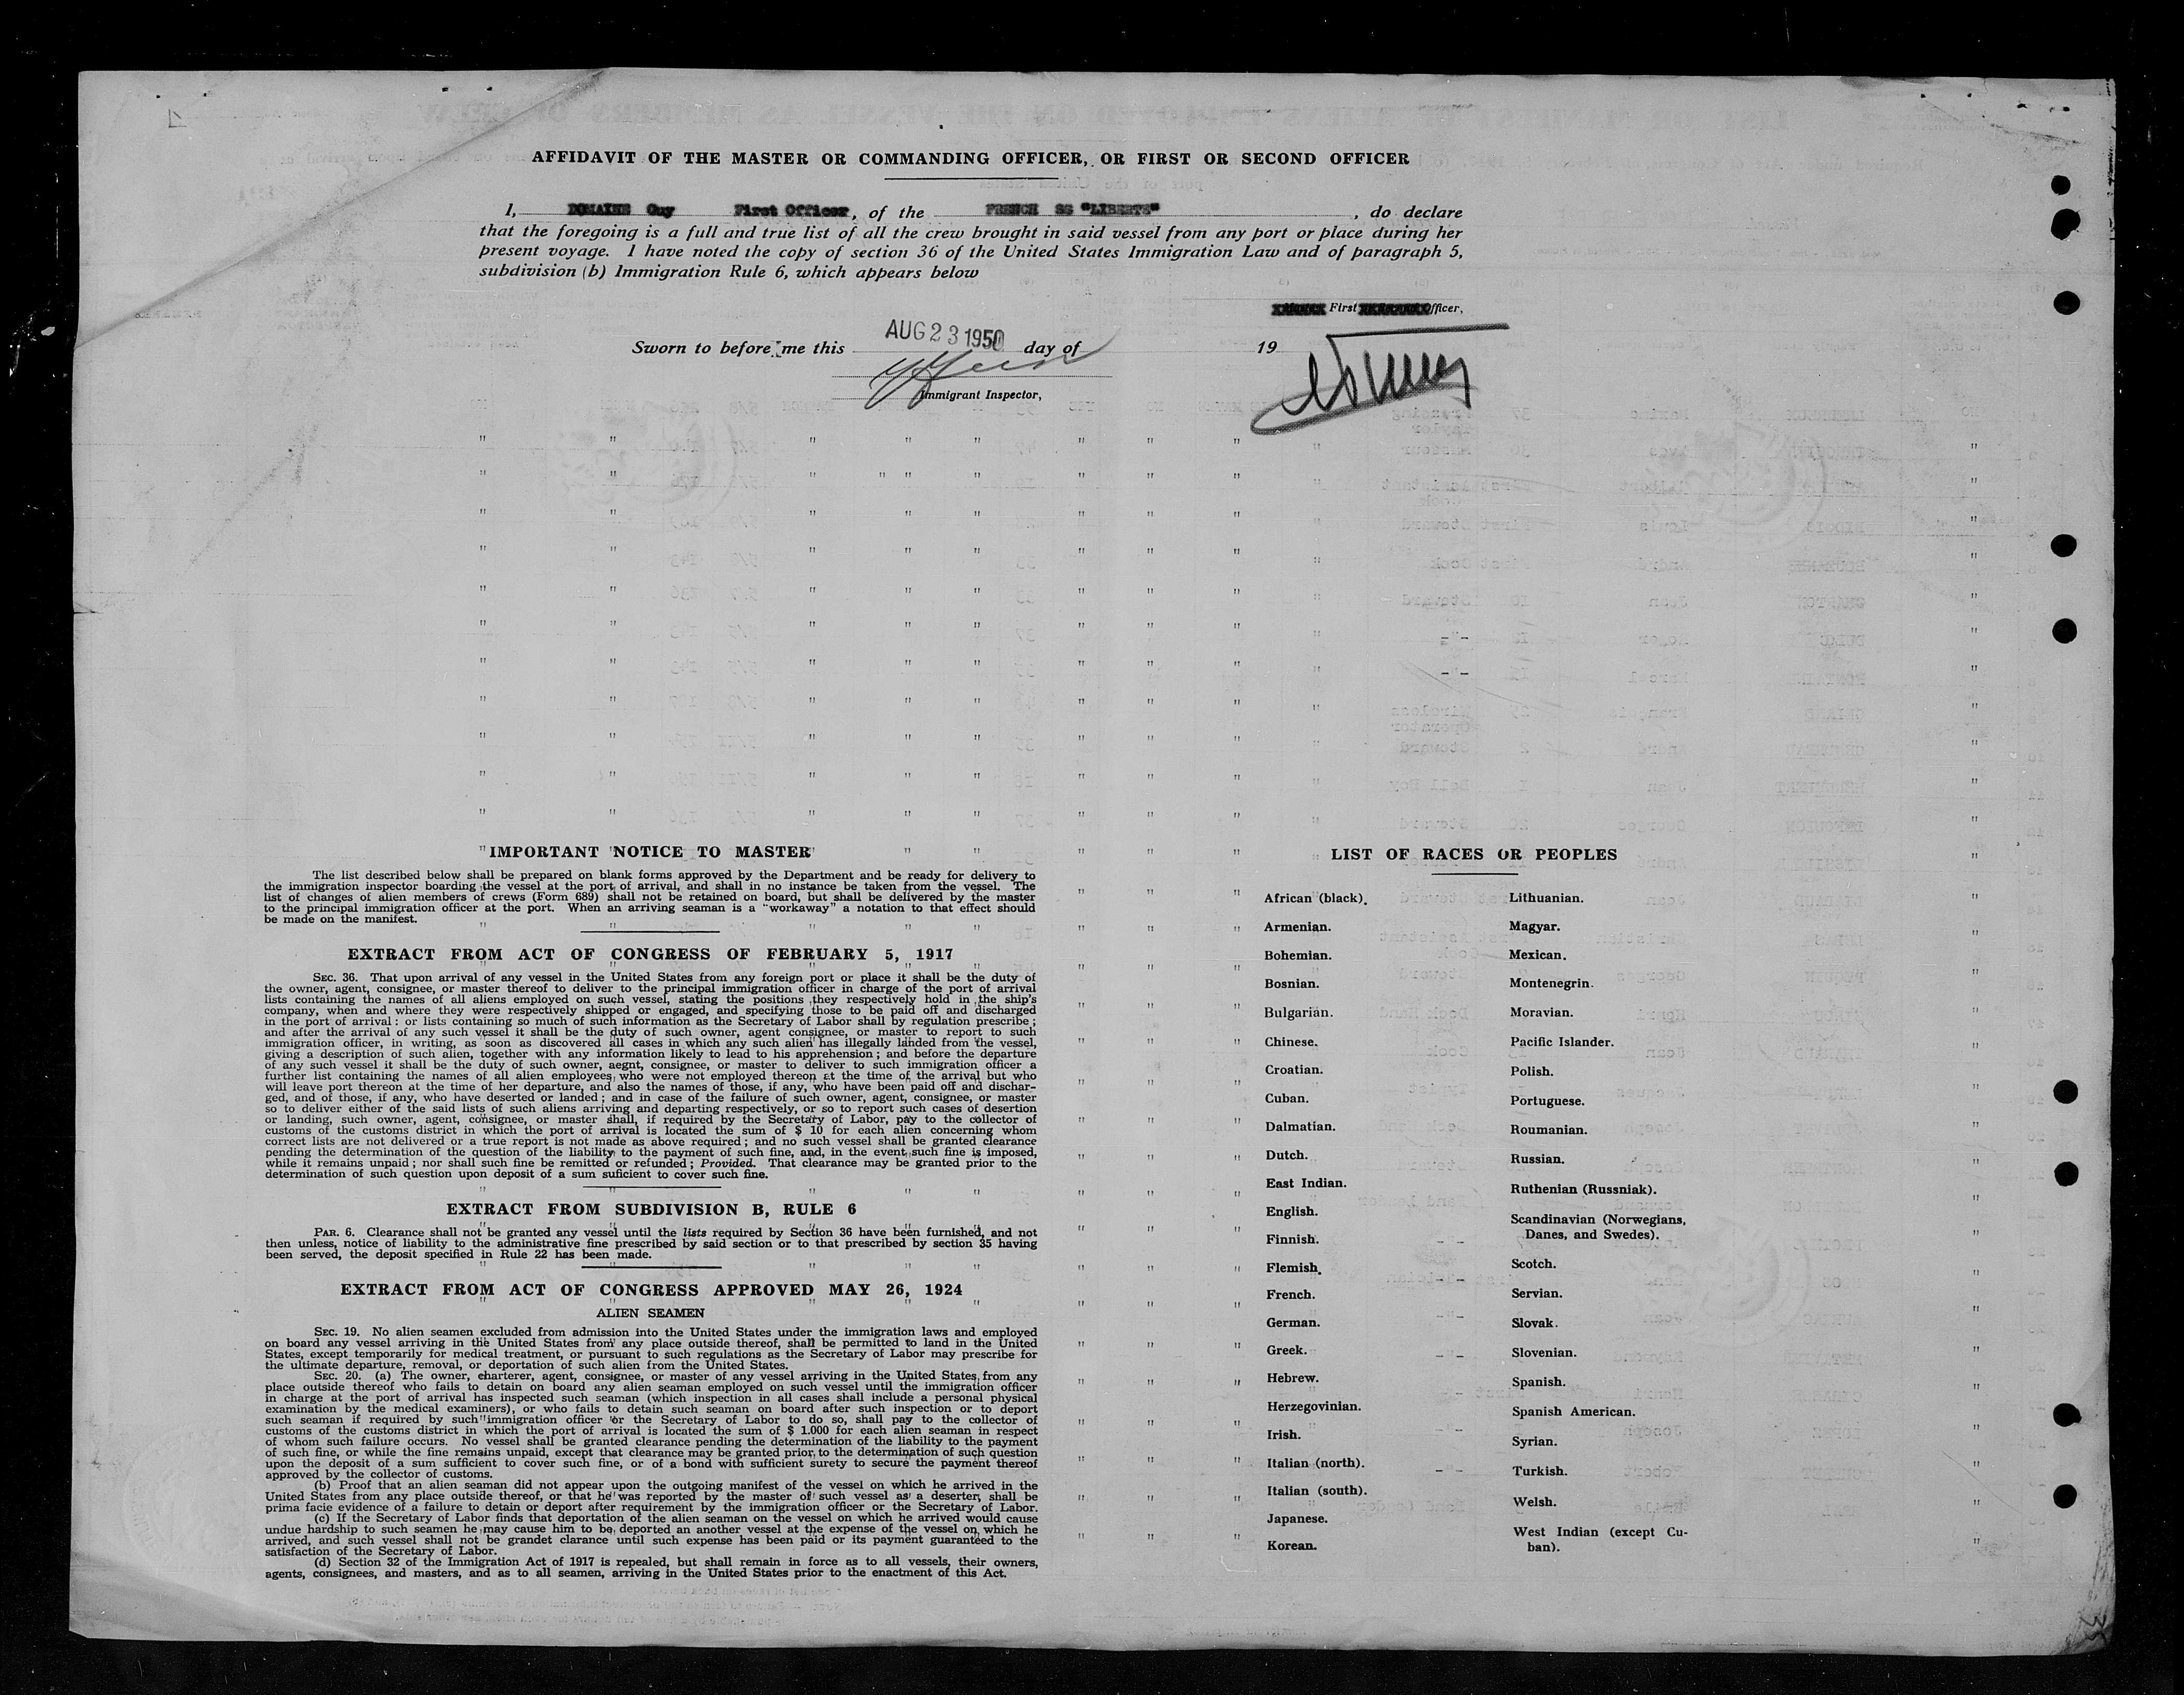 AFFIDAVIT OF THE MASTER OR COMMANDING OFFICER, OR FIRST OR SECOND OFFICER
I, DOMAINE Guy First Officer, of the FRENCH SS "LIBERTE", do declare
that the foregoing is a full and true list of all the crew brought in said vessel from any port or place during her
present voyage. I have noted the copy of section 36 of the United States Immigration Law and of paragraph 5,
subdivision (b) Immigration Rule 6, which appears below
First Officer,
Sworn to before me this AUG 23 1950 day of 19
Immigrant Inspector,
IMPORTANT NOTICE TO MASTER
The list described below shall be prepared on blank forms approved by the Department and be ready for delivery to
the immigration inspector boarding the vessel at the port of arrival, and shall in no instance be taken from the vessel. The
list of changes of alien members of crews (Form 689) shall not be retained on board, but shall be delivered by the master
to the principal immigration officer at the port. When an arriving seaman is a "workaway" a notation to that effect should
be made on the manifest.
EXTRACT FROM ACT OF CONGRESS OF FEBRUARY 5, 1917
SEC. 36. That upon arrival of any vessel in the United States from any foreign port or place it shall be the duty of
the owner, agent, consignee, or master thereof to deliver to the principal immigration officer in charge of the port of arrival
lists containing the names of all aliens employed on such vessel, stating the positions they respectively hold in the ship's
company, when and where they were respectively shipped or engaged, and specifying those to be paid off and discharged
in the port of arrival: or lists containing so much of such information as the Secretary of Labor shall by regulation prescribe;
and after the arrival of any such vessel it shall be the duty of such owner, agent consignee, or master to report to such
immigration officer, in writing, as soon as discovered all cases in which any such alien has illegally landed from the vessel,
giving a description of such alien, together with any information likely to lead to his apprehension; and before the departure
of any such vessel it shall be the duty of such owner, aegnt, consignee, or master to deliver to such immigration officer a
further list containing the names of all alien employees, who were not employed thereon at the time of the arrival but who
will leave port thereon at the time of her departure, and also the names of those, if any, who have been paid off and dischar-
ged, and of those, if any, who have deserted or landed; and in case of the failure of such owner, agent, consignee, or master
so to deliver either of the said lists of such aliens arriving and departing respectively, or so to report such cases of desertion
or landing, such owner, agent, consignee, or master shall, if required by the Secretary of Labor, pay to the collector of
customs of the customs district in which the port of arrival is located the sum of $ 10 for each alien concerning whom
correct lists are not delivered or a true report is not made as above required; and no such vessel shall be granted clearance
pending the determination of the question of the liability to the payment of such fine, and, in the event such fine is imposed,
while it remains unpaid; nor shall such fine be remitted or refunded; Provided. That clearance may be granted prior to the
determination of such question upon deposit of a sum suficient to cover such fine.
EXTRACT FROM SUBDIVISION B, RULE 6
PAR. 6. Clearance shall not be granted any vessel until the lists required by Section 36 have been furnished, and not
then unless, notice of liability to the administrative fine prescribed by said section or to that prescribed by section 35 having
been served, the deposit specified in Rule 22 has been made.
EXTRACT FROM ACT OF CONGRESS APPROVED MAY 26, 1924
ALIEN SEAMEN
SEC. 19. No alien seamen excluded from admission into the United States under the immigration laws and employed
on board any vessel arriving in the United States from any place outside thereof, shall be permitted to land in the United
States, except temporarily for medical treatment, or pursuant to such regulations as the Secretary of Labor may prescribe for
the ultimate departure, removal, or deportation of such alien from the United States.
SEC. 20. (a) The owner, charterer, agent, consignee, or master of any vessel arriving in the United States from any
place outside thereof who fails to detain on board any alien seaman employed on such vessel until the immigration officer
in charge at the port of arrival has inspected such seaman (which inspection in all cases shall include a personal physical
examination by the medical examiners), or who fails to detain such seaman on board after such inspection or to deport
such seaman if required by such immigration officer or the Secretary of Labor to do so, shall pay to the collector of
customs of the customs district in which the port of arrival is located the sum of $ 1.000 for each alien seaman in respect
of whom such failure occurs. No vessel shall be granted clearance pending the determination of the liability to the payment
of such fine, or while the fine remains unpaid, except that clearance may be granted prior to the determination of such question
upon the deposit of a sum sufficient to cover such fine, or of a bond with sufficient surety to secure the payment thereof
approved by the collector of customs.
(b) Proof that an alien seaman did not appear upon the outgoing manifest of the vessel on which he arrived in the
United States from any place outside thereof, or that he was reported by the master of such vessel as a deserter, shall be
prima facie evidence of a failure to detain or deport after requirement by the immigration officer or the Secretary of Labor.
(c) If the Secretary of Labor finds that deportation of the alien seaman on the vessel on which he arrived would cause
undue hardship to such seamen he may cause him to be deported an another vessel at the expense of the vessel on which he
arrived, and such vessel shall not be grandet clarance until such expense has been paid or its payment guaranteed to the
satisfaction of the Secretary of Labor.
(d) Section 32 of the Immigration Act of 1917 is repealed, but shall remain in force as to all vessels, their owners,
agents, consignees, and masters, and as to all seamen, arriving in the United States prior to the enactment of this Act.
LIST OF RACES OR PEOPLES
African (black).
Armenian.
Bohemian.
Bosnian.
Bulgarian.
Chinese.
Croatian.
Cuban.
Dalmatian.
Dutch.
East Indian.
English.
Finnish.
Flemish.
French.
German.
Greek.
Hebrew.
Herzegovinian.
Irish.
Italian (north).
Italian (south).
Japanese.
Korean.
Lithuanian.
Magyar.
Mexican.
Montenegrin.
Moravian.
Pacific Islander.
Polish.
Portuguese.
Roumanian.
Russian.
Ruthenian (Russniak).
Scandinavian (Norwegians,
Danes, and Swedes).
Scotch.
Servian.
Slovak.
Slovenian.
Spanish.
Spanish American.
Syrian.
Turkish.
Welsh.
West Indian (except Cu-
ban).